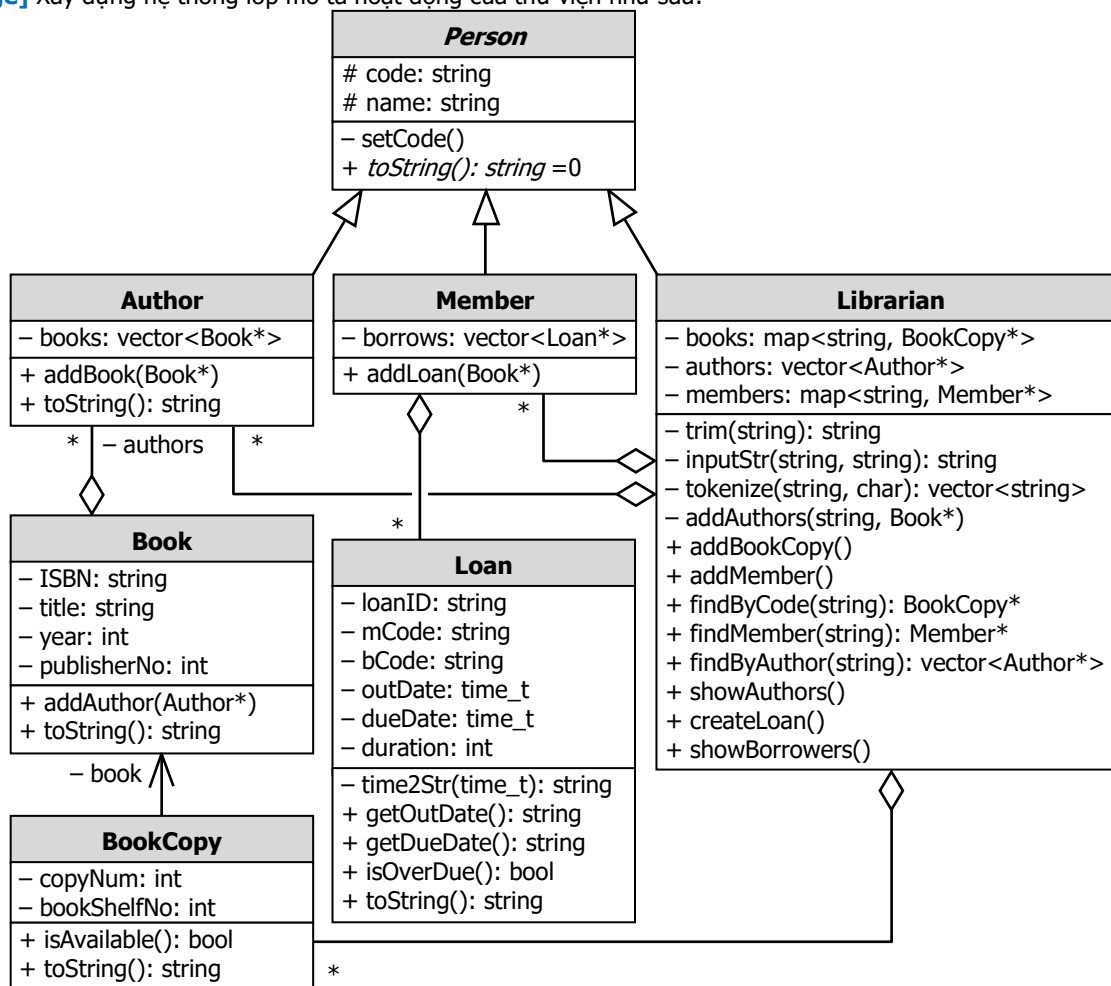 Xây dựng hệ thống lớp mô tả hoạt động của thư viện như sau:
Person
# code: string
# name: string
– setCode()
+ toString(): string =0
Author
– books: vector<Book*>
+ addBook(Book*)
+ toString(): string
Member
– borrows: vector<Loan*>
+ addLoan(Book*)
Librarian
– books: map<string, BookCopy*>
– authors: vector<Author*>
– members: map<string, Member*>
– trim(string): string
– inputStr(string, string): string
– tokenize(string, char): vector<string>
– addAuthors(string, Book*)
+ addBookCopy()
+ addMember()
+ findByCode(string): BookCopy*
+ findMember(string): Member*
+ findByAuthor(string): vector<Author*>
+ showAuthors()
+ createLoan()
+ showBorrowers()
*
– authors
*
*
*
Book
– ISBN: string
– title: string
– year: int
– publisherNo: int
+ addAuthor(Author*)
+ toString(): string
Loan
– loanID: string
– mCode: string
– bCode: string
– outDate: time_t
– dueDate: time_t
– duration: int
– time2Str(time_t): string
+ getOutDate(): string
+ getDueDate(): string
+ isOverDue(): bool
+ toString(): string
– book
BookCopy
– copyNum: int
– bookShelfNo: int
+ isAvailable(): bool
+ toString(): string
*